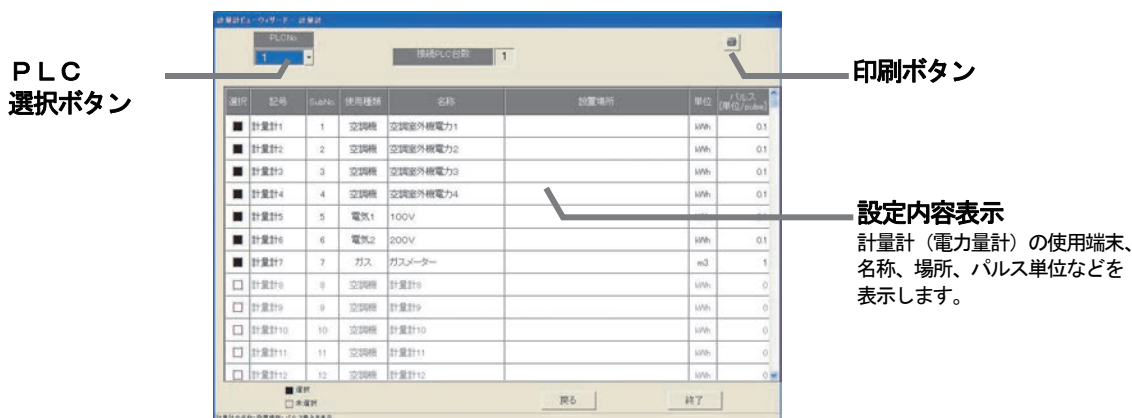 計量計ビューウィザード - 計量計
PLCNo
1
接続PLC台数 1
PLC
選択ボタン
印刷ボタン
選択 記号 SubNo 使用種類 名称 設置場所 単位 パルス
[単位/pulse]
■ 計量計1 1 空調機 空調室外機電力1 kWh 0.1
■ 計量計2 2 空調機 空調室外機電力2 kWh 0.1
■ 計量計3 3 空調機 空調室外機電力3 kWh 0.1
■ 計量計4 4 空調機 空調室外機電力4 kWh 0.1
■ 計量計5 5 電気1 100V
■ 計量計6 6 電気2 200V kWh 0.1
■ 計量計7 7 ガス ガスメーター m3 1
□ 計量計8 8 空調機 計量計8 kWh 0
□ 計量計9 9 空調機 計量計9 kWh 0
□ 計量計10 10 空調機 計量計10 kWh 0
□ 計量計11 11 空調機 計量計11 kWh 0
□ 計量計12 12 空調機 計量計12 kWh 0
設定内容表示
計量計（電力量計）の使用端末、
名称、場所、パルス単位などを
表示します。
■ 選択
□ 未選択
戻る 終了